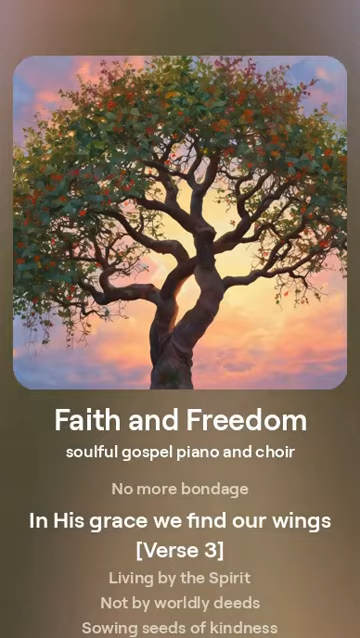 Faith and Freedom
soulful gospel piano and choir
No more bondage
In His grace we find our wings
[Verse 3]
Living by the Spirit
Not by worldly deeds
Sowing seeds of kindness